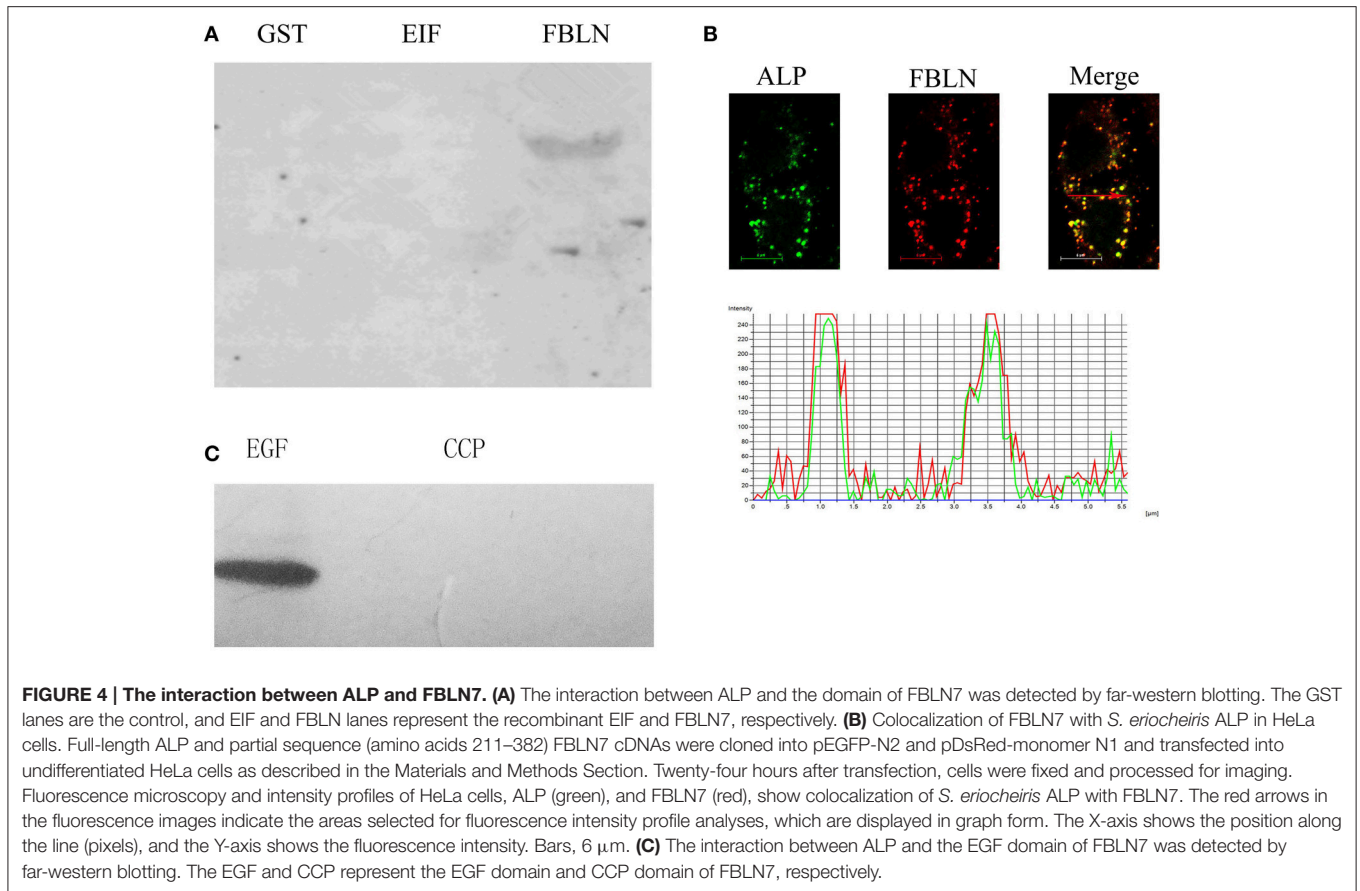 A GST EIF FBLN
B
ALP FBLN Merge
6 μm 6 μm 6 μm
Intensity
240
220
200
180
160
140
120
100
80
60
40
20
0
0 .5 1.0 1.5 2.0 2.5 3.0 3.5 4.0 4.5 5.0 5.5
[μm]
C EGF CCP
FIGURE 4 | The interaction between ALP and FBLN7. (A) The interaction between ALP and the domain of FBLN7 was detected by far-western blotting. The GST
lanes are the control, and EIF and FBLN lanes represent the recombinant EIF and FBLN7, respectively. (B) Colocalization of FBLN7 with S. eriocheiris ALP in HeLa
cells. Full-length ALP and partial sequence (amino acids 211–382) FBLN7 cDNAs were cloned into pEGFP-N2 and pDsRed-monomer N1 and transfected into
undifferentiated HeLa cells as described in the Materials and Methods Section. Twenty-four hours after transfection, cells were fixed and processed for imaging.
Fluorescence microscopy and intensity profiles of HeLa cells, ALP (green), and FBLN7 (red), show colocalization of S. eriocheiris ALP with FBLN7. The red arrows in
the fluorescence images indicate the areas selected for fluorescence intensity profile analyses, which are displayed in graph form. The X-axis shows the position along
the line (pixels), and the Y-axis shows the fluorescence intensity. Bars, 6 μm. (C) The interaction between ALP and the EGF domain of FBLN7 was detected by
far-western blotting. The EGF and CCP represent the EGF domain and CCP domain of FBLN7, respectively.